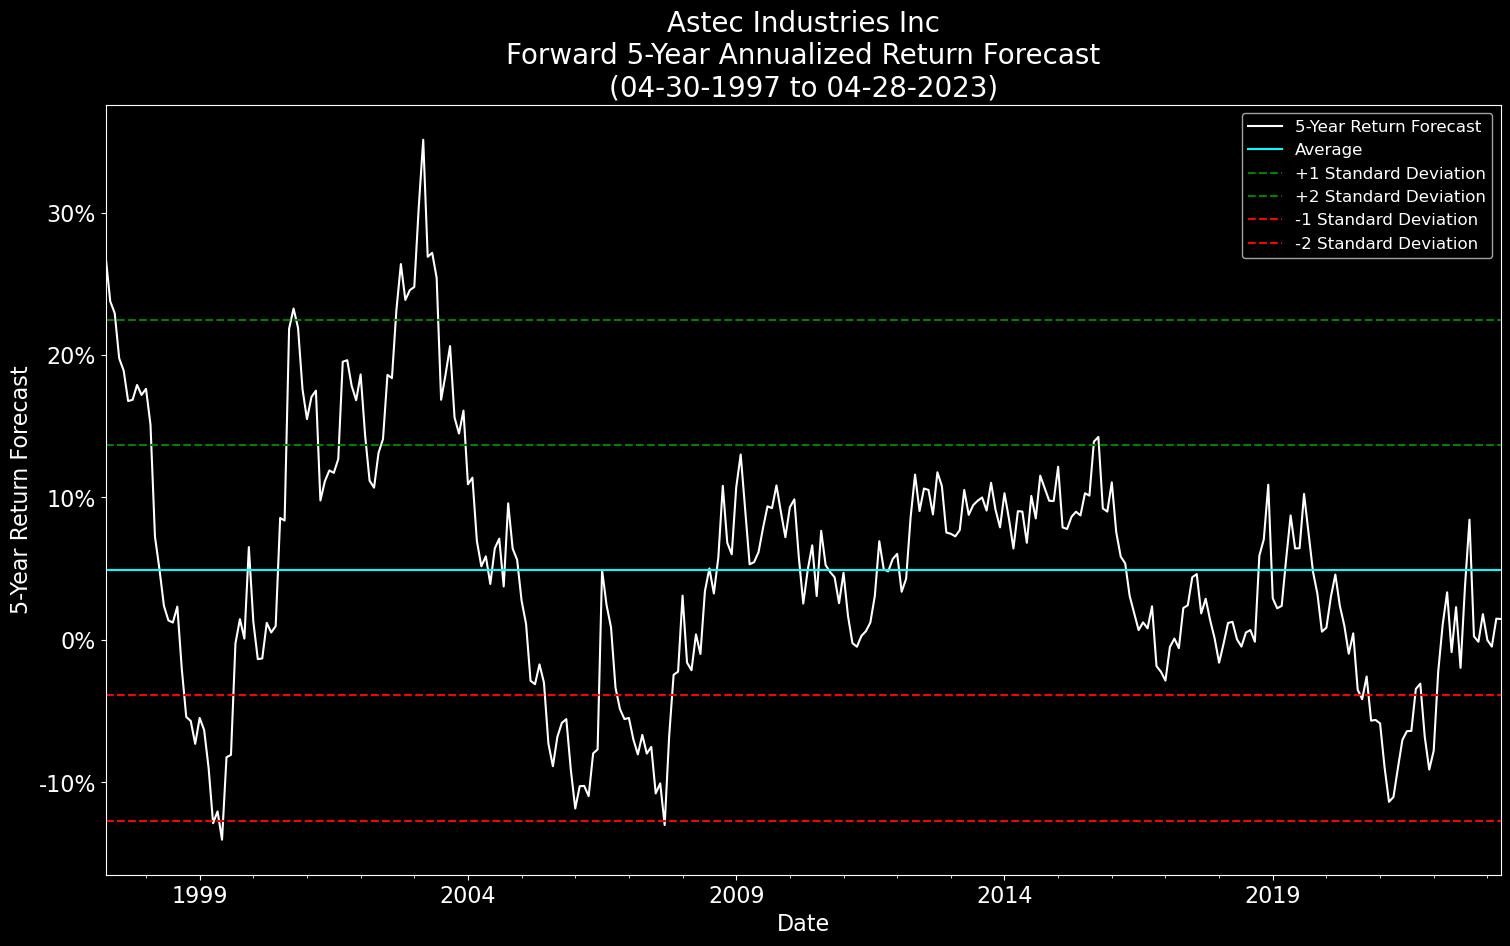 Astec Industries Inc
Forward 5-Year Annualized Return Forecast
(04-30-1997 to 04-28-2023)
5-Year Return Forecast
Average
+1 Standard Deviation
+2 Standard Deviation
-1 Standard Deviation
-2 Standard Deviation
5-Year Return Forecast
30%
20%
10%
0%
-10%
1999
2004
2009
2014
2019
Date